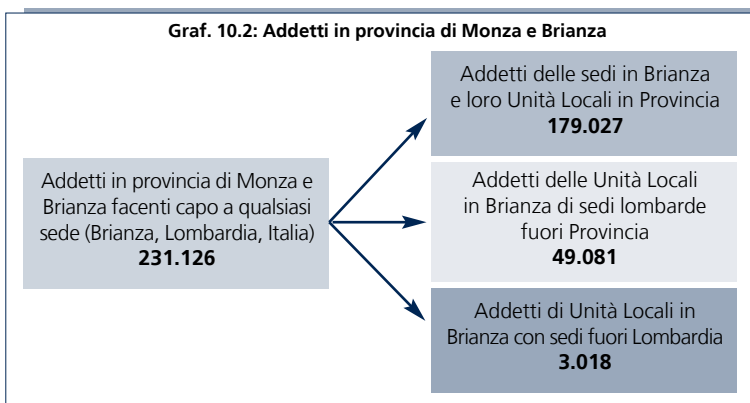 Graf. 10.2: Addetti in provincia di Monza e Brianza
Addetti in provincia di Monza e
Brianza facenti capo a qualsiasi
sede (Brianza, Lombardia, Italia)
231.126
Addetti delle sedi in Brianza
e loro Unità Locali in Provincia
179.027
Addetti delle Unità Locali
in Brianza di sedi lombarde
fuori Provincia
49.081
Addetti di Unità Locali in
Brianza con sedi fuori Lombardia
3.018